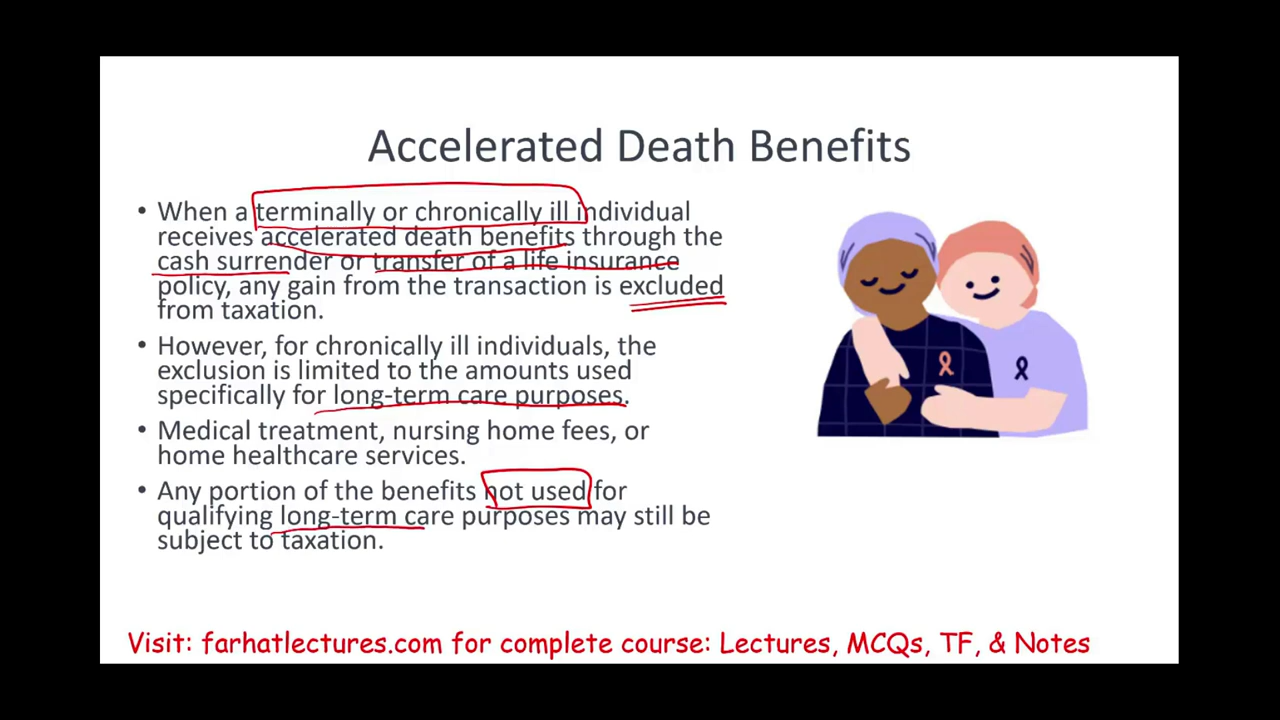 Accelerated Death Benefits
• When a terminally or chronically ill individual
receives accelerated death benefits through the
cash surrender or transfer of a life insurance
policy, any gain from the transaction is excluded
from taxation.
• However, for chronically ill individuals, the
exclusion is limited to the amounts used
specifically for long-term care purposes.
• Medical treatment, nursing home fees, or
home healthcare services.
• Any portion of the benefits not used for
qualifying long-term care purposes may still be
subject to taxation.
Visit: farhatlectures.com for complete course: Lectures, MCQs, TF, & Notes